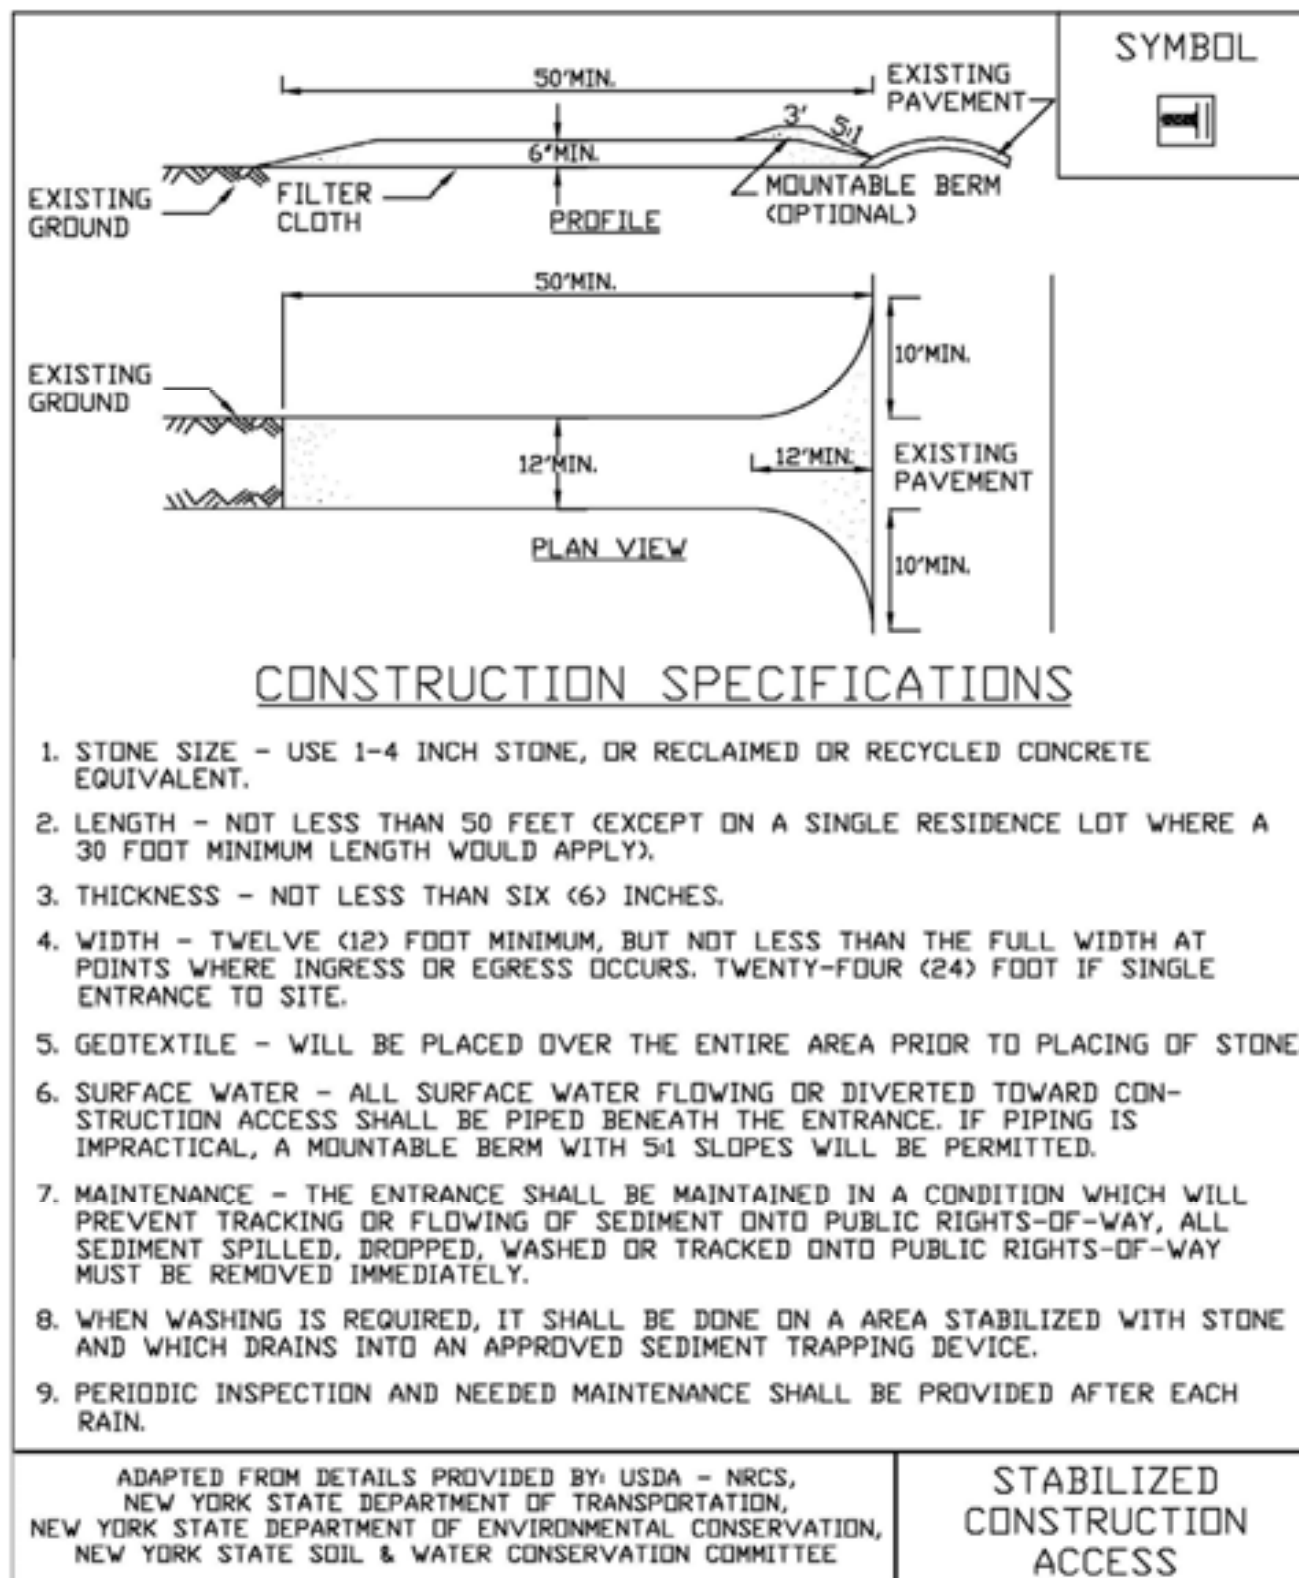 SYMBOL
50'MIN.
EXISTING
PAVEMENT
3'
5:1
6"MIN.
EXISTING
GROUND
FILTER
CLOTH
PROFILE
MOUNTABLE BERM
(OPTIONAL)
50'MIN.
10'MIN.
EXISTING
GROUND
12'MIN.
12'MIN.
EXISTING
PAVEMENT
PLAN VIEW
10'MIN.
CONSTRUCTION SPECIFICATIONS
1. STONE SIZE - USE 1-4 INCH STONE, OR RECLAIMED OR RECYCLED CONCRETE
EQUIVALENT.
2. LENGTH - NOT LESS THAN 50 FEET (EXCEPT ON A SINGLE RESIDENCE LOT WHERE A
30 FOOT MINIMUM LENGTH WOULD APPLY).
3. THICKNESS - NOT LESS THAN SIX (6) INCHES.
4. WIDTH - TWELVE (12) FOOT MINIMUM, BUT NOT LESS THAN THE FULL WIDTH AT
POINTS WHERE INGRESS OR EGRESS OCCURS. TWENTY-FOUR (24) FOOT IF SINGLE
ENTRANCE TO SITE.
5. GEOTEXTILE - WILL BE PLACED OVER THE ENTIRE AREA PRIOR TO PLACING OF STONE
6. SURFACE WATER - ALL SURFACE WATER FLOWING OR DIVERTED TOWARD CON-
STRUCTION ACCESS SHALL BE PIPED BENEATH THE ENTRANCE. IF PIPING IS
IMPRACTICAL, A MOUNTABLE BERM WITH 5:1 SLOPES WILL BE PERMITTED.
7. MAINTENANCE - THE ENTRANCE SHALL BE MAINTAINED IN A CONDITION WHICH WILL
PREVENT TRACKING OR FLOWING OF SEDIMENT ONTO PUBLIC RIGHTS-OF-WAY, ALL
SEDIMENT SPILLED, DROPPED, WASHED OR TRACKED ONTO PUBLIC RIGHTS-OF-WAY
MUST BE REMOVED IMMEDIATELY.
8. WHEN WASHING IS REQUIRED, IT SHALL BE DONE ON A AREA STABILIZED WITH STONE
AND WHICH DRAINS INTO AN APPROVED SEDIMENT TRAPPING DEVICE.
9. PERIODIC INSPECTION AND NEEDED MAINTENANCE SHALL BE PROVIDED AFTER EACH
RAIN.
ADAPTED FROM DETAILS PROVIDED BY: USDA - NRCS,
NEW YORK STATE DEPARTMENT OF TRANSPORTATION,
NEW YORK STATE DEPARTMENT OF ENVIRONMENTAL CONSERVATION,
NEW YORK STATE SOIL & WATER CONSERVATION COMMITTEE
STABILIZED
CONSTRUCTION
ACCESS